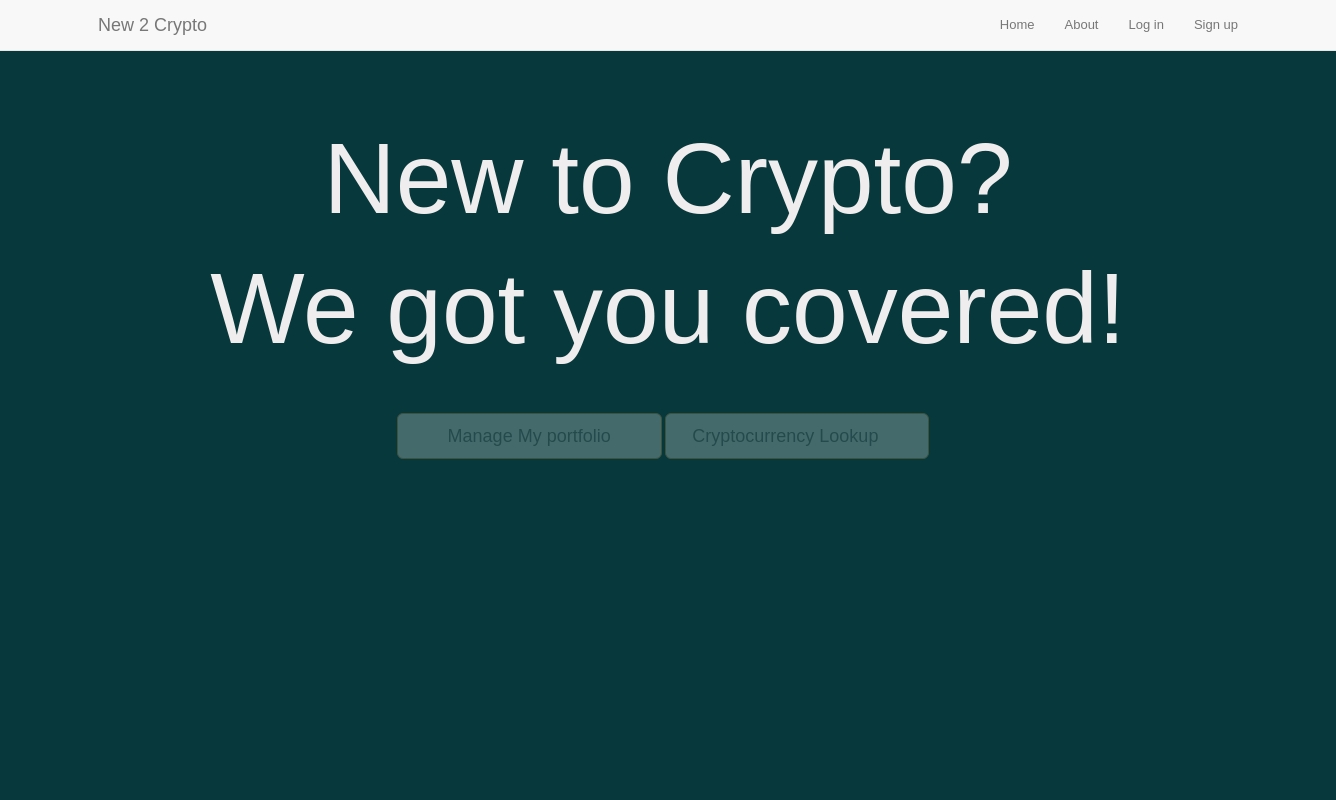 New 2 Crypto
Home About Log in Sign up
New to Crypto?
We got you covered!
Manage My portfolio Cryptocurrency Lookup